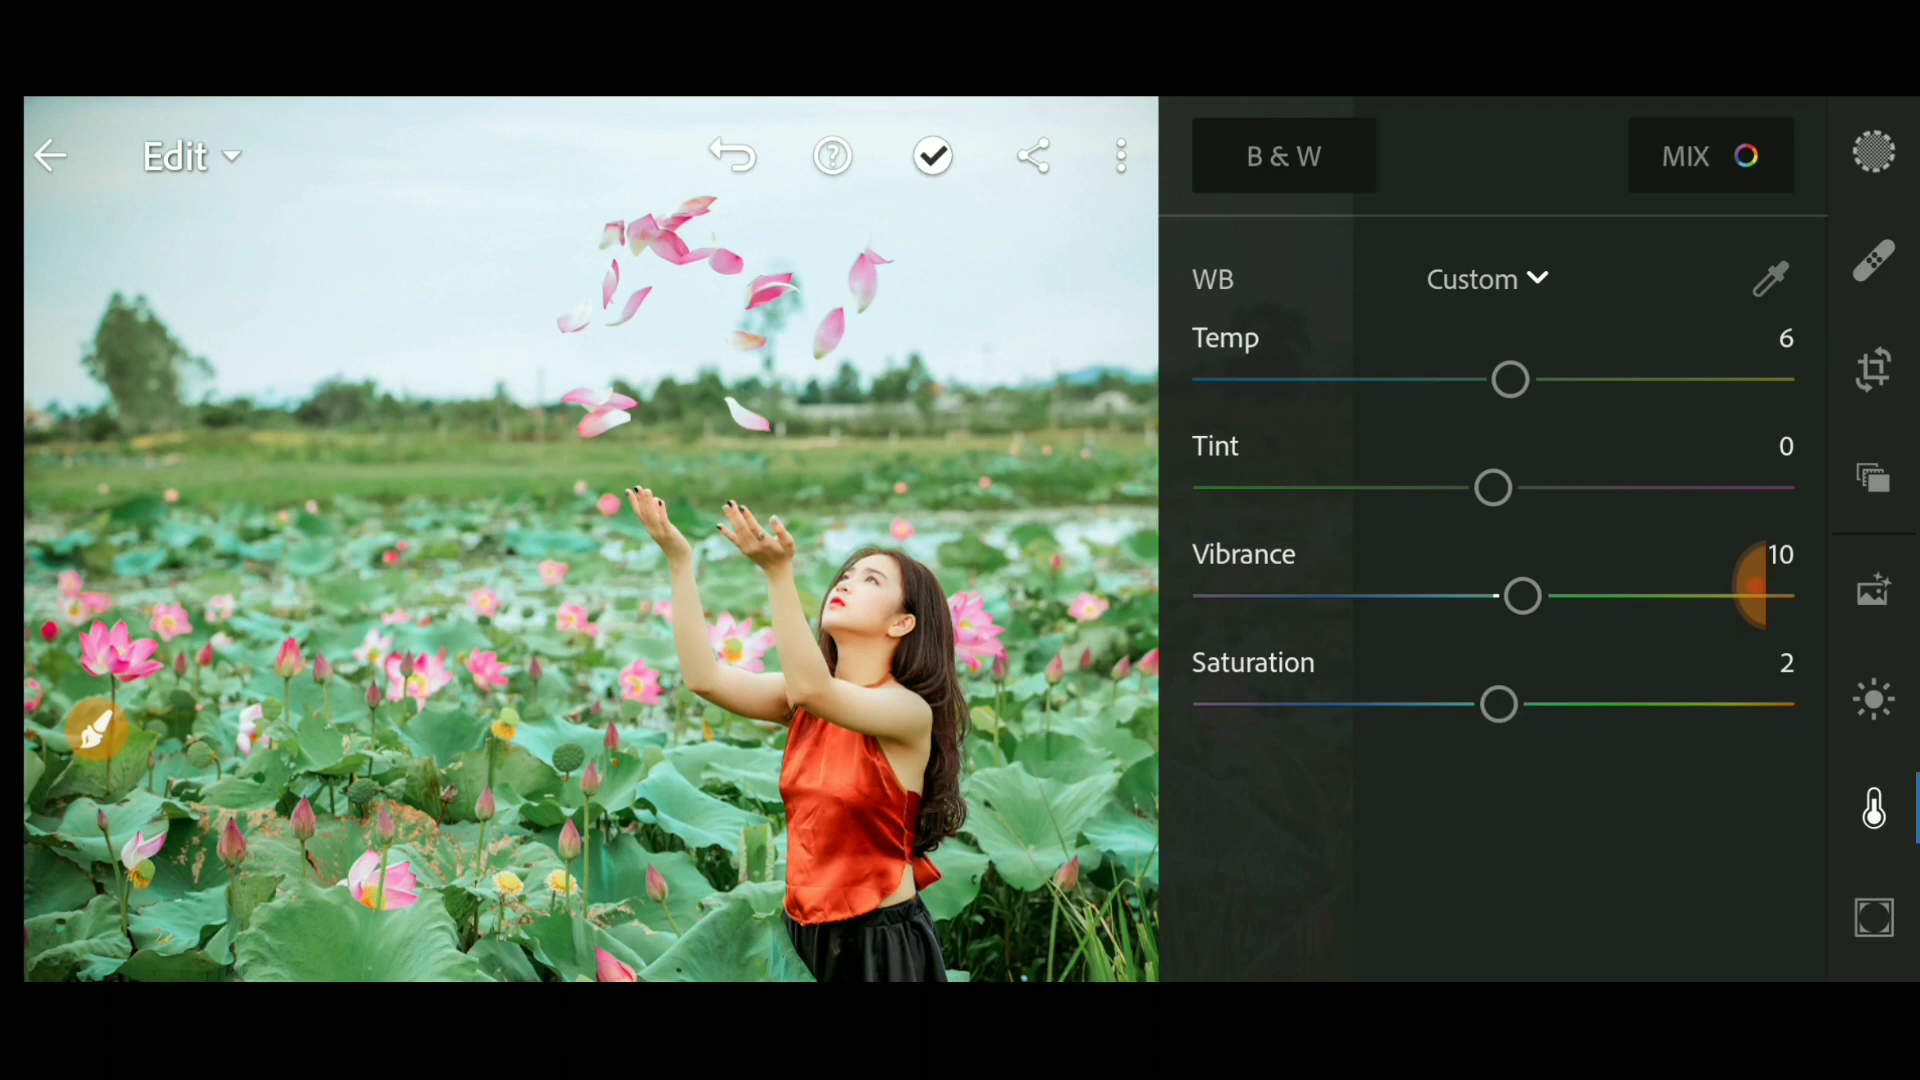 Edit
B & W
MIX
WB
Custom
Temp
6
Tint
0
Vibrance
10
Saturation
2